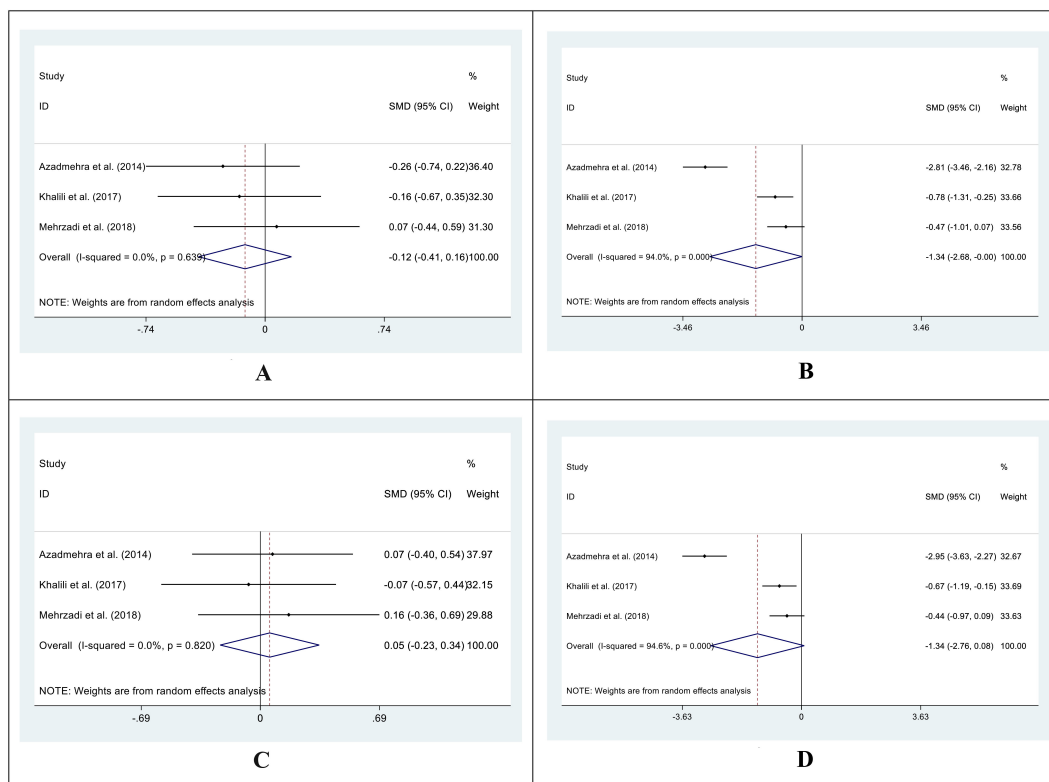 Study %
ID SMD (95% CI) Weight
Azadmehra et al. (2014) -0.26 (-0.74, 0.22) 36.40
Khalili et al. (2017) -0.16 (-0.67, 0.35) 32.30
Mehrzadi et al. (2018) 0.07 (-0.44, 0.59) 31.30
Overall (I-squared = 0.0%, p = 0.639) -0.12 (-0.41, 0.16) 100.00
NOTE: Weights are from random effects analysis
-.74 0 .74
A
Study %
ID SMD (95% CI) Weight
Azadmehra et al. (2014) -2.81 (-3.46, -2.16) 32.78
Khalili et al. (2017) -0.78 (-1.31, -0.25) 33.66
Mehrzadi et al. (2018) -0.47 (-1.01, 0.07) 33.56
Overall (I-squared = 94.0%, p = 0.000) -1.34 (-2.68, -0.00) 100.00
NOTE: Weights are from random effects analysis
-3.46 0 3.46
B
Study %
ID SMD (95% CI) Weight
Azadmehra et al. (2014) 0.07 (-0.40, 0.54) 37.97
Khalili et al. (2017) -0.07 (-0.57, 0.44) 32.15
Mehrzadi et al. (2018) 0.16 (-0.36, 0.69) 29.88
Overall (I-squared = 0.0%, p = 0.820) 0.05 (-0.23, 0.34) 100.00
NOTE: Weights are from random effects analysis
-.69 0 .69
C
Study %
ID SMD (95% CI) Weight
Azadmehra et al. (2014) -2.95 (-3.63, -2.27) 32.67
Khalili et al. (2017) -0.67 (-1.19, -0.15) 33.69
Mehrzadi et al. (2018) -0.44 (-0.97, 0.09) 33.63
Overall (I-squared = 94.6%, p = 0.000) -1.34 (-2.76, 0.08) 100.00
NOTE: Weights are from random effects analysis
-3.63 0 3.63
D